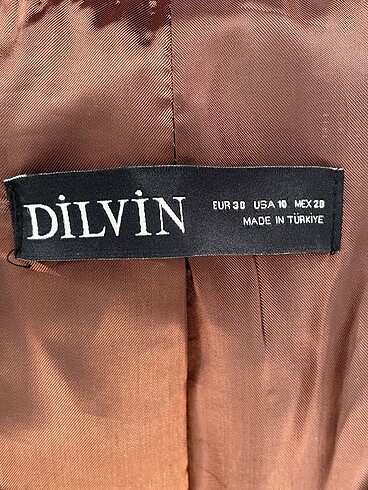 DİLVİN
EUR 38 USA 10 MEX 28
MADE IN TÜRKİYE